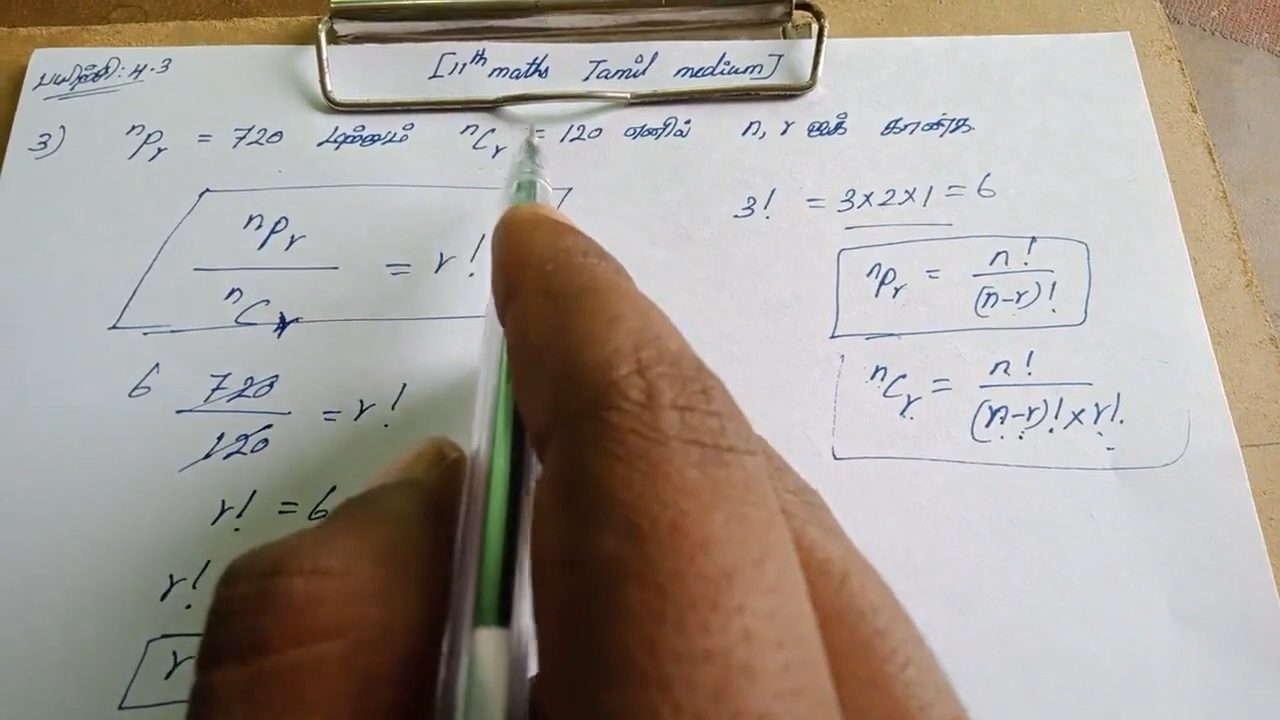 பயிற்சி: 4.3
[11th maths Tamil medium]
3) nPr = 720 மற்றும் nCr = 120 எனில் n, r ஐக் காண்க.
3! = 3×2×1 = 6
nPr / nCr = r!
nPr = n! / (n-r)!
6 720 / 120 = r!
nCr = n! / (n-r)! × r!
r! = 6
r!
r